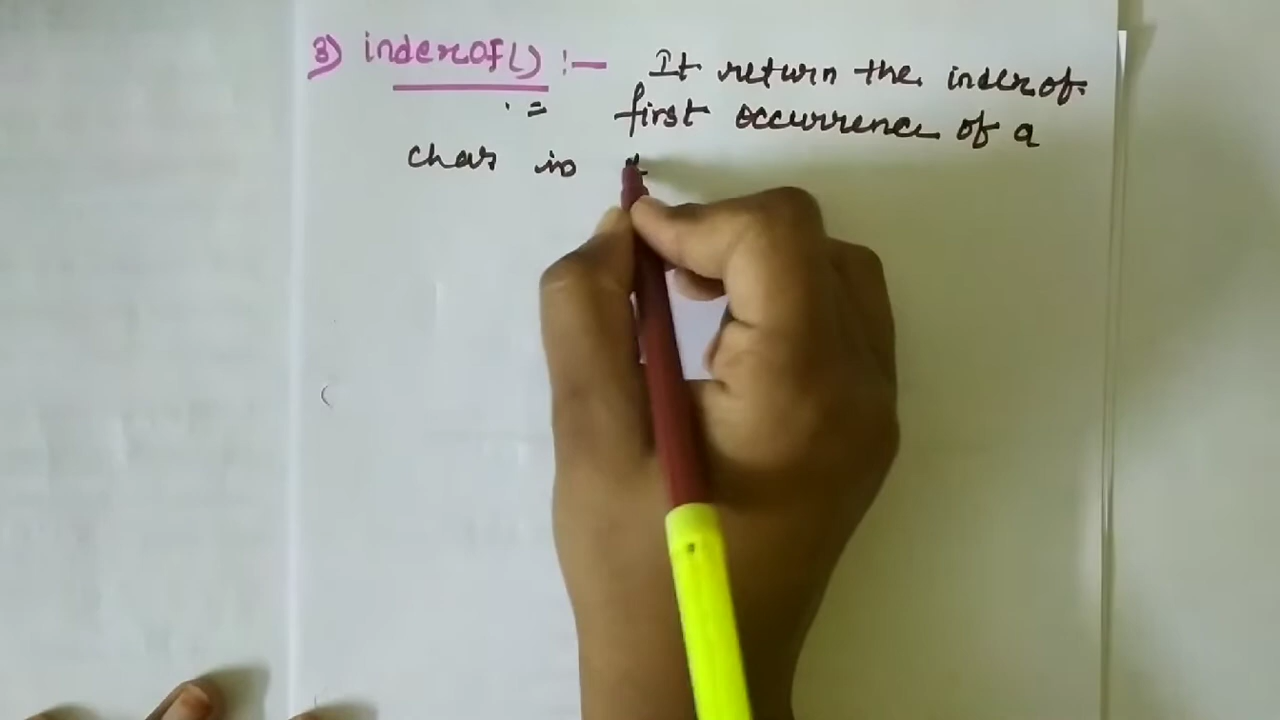 3) indexof() :- It return the index of
:= first occurrence of a
char in